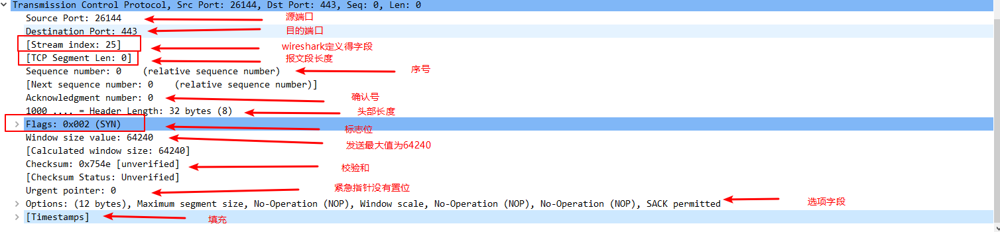 Transmission Control Protocol, Src Port: 26144, Dst Port: 443, Seq: 0, Len: 0
Source Port: 26144 源端口
Destination Port: 443 目的端口
[Stream index: 25] wireshark定义得字段
[TCP Segment Len: 0] 报文段长度
Sequence number: 0 (relative sequence number) 序号
[Next sequence number: 0 (relative sequence number)]
Acknowledgment number: 0 确认号
1000 .... = Header Length: 32 bytes (8) 头部长度
Flags: 0x002 (SYN) 标志位
Window size value: 64240 发送最大值为64240
[Calculated window size: 64240]
Checksum: 0x754e [unverified] 校验和
[Checksum Status: Unverified]
Urgent pointer: 0 紧急指针没有置位
Options: (12 bytes), Maximum segment size, No-Operation (NOP), Window scale, No-Operation (NOP), No-Operation (NOP), SACK permitted 选项字段
[Timestamps] 填充